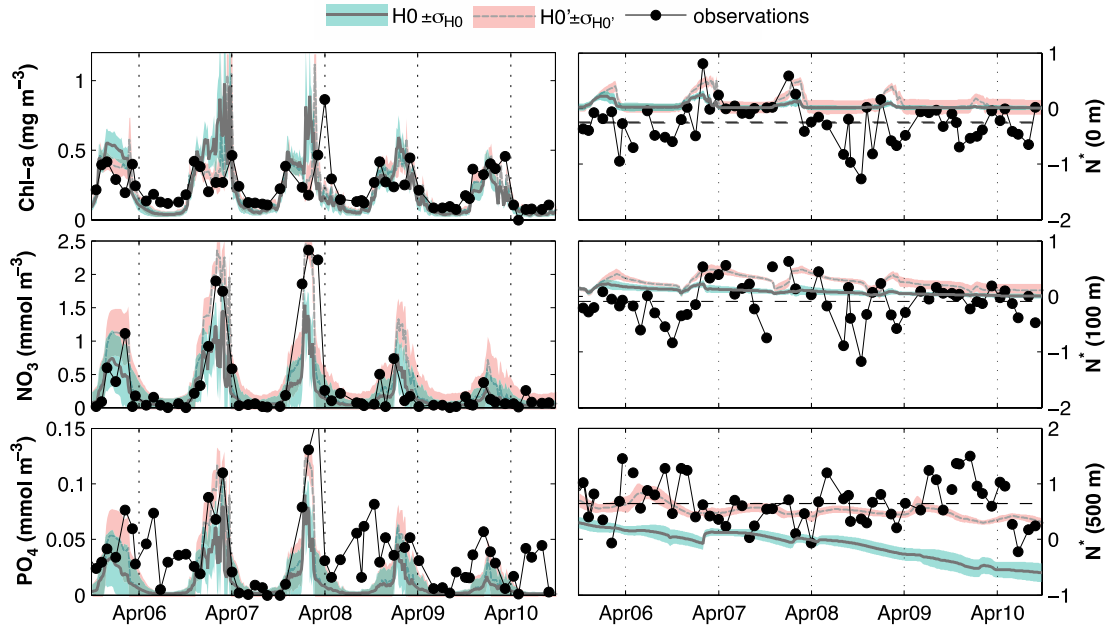 H0 ±σH0 H0'±σH0' observations
Chl−a (mg m−3)
1
0.5
0
N* (0 m)
1
0
−1
−2
NO3 (mmol m−3)
2.5
2
1.5
1
0.5
0
N* (100 m)
1
0
−1
−2
PO4 (mmol m−3)
0.15
0.1
0.05
0
N* (500 m)
2
1
0
−1
Apr06 Apr07 Apr08 Apr09 Apr10
Apr06 Apr07 Apr08 Apr09 Apr10